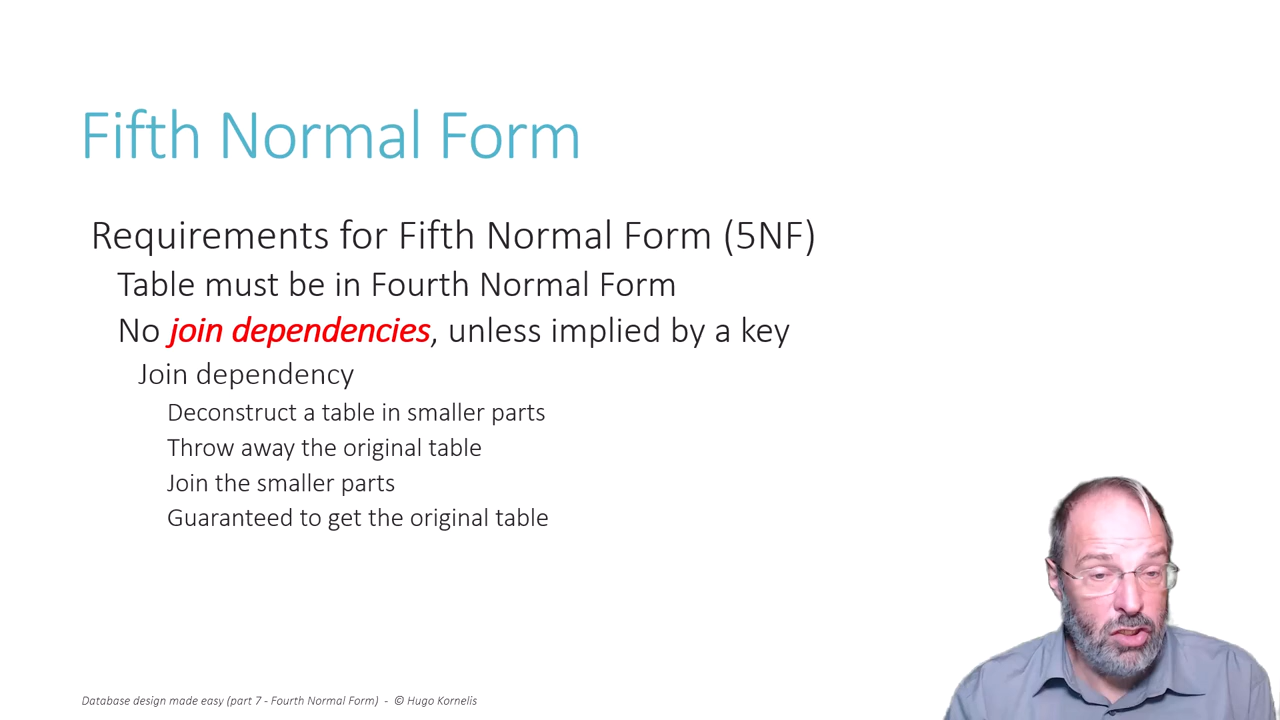 Fifth Normal Form
Requirements for Fifth Normal Form (5NF)
Table must be in Fourth Normal Form
No join dependencies, unless implied by a key
Join dependency
Deconstruct a table in smaller parts
Throw away the original table
Join the smaller parts
Guaranteed to get the original table
Database design made easy (part 7 - Fourth Normal Form) - © Hugo Kornelis